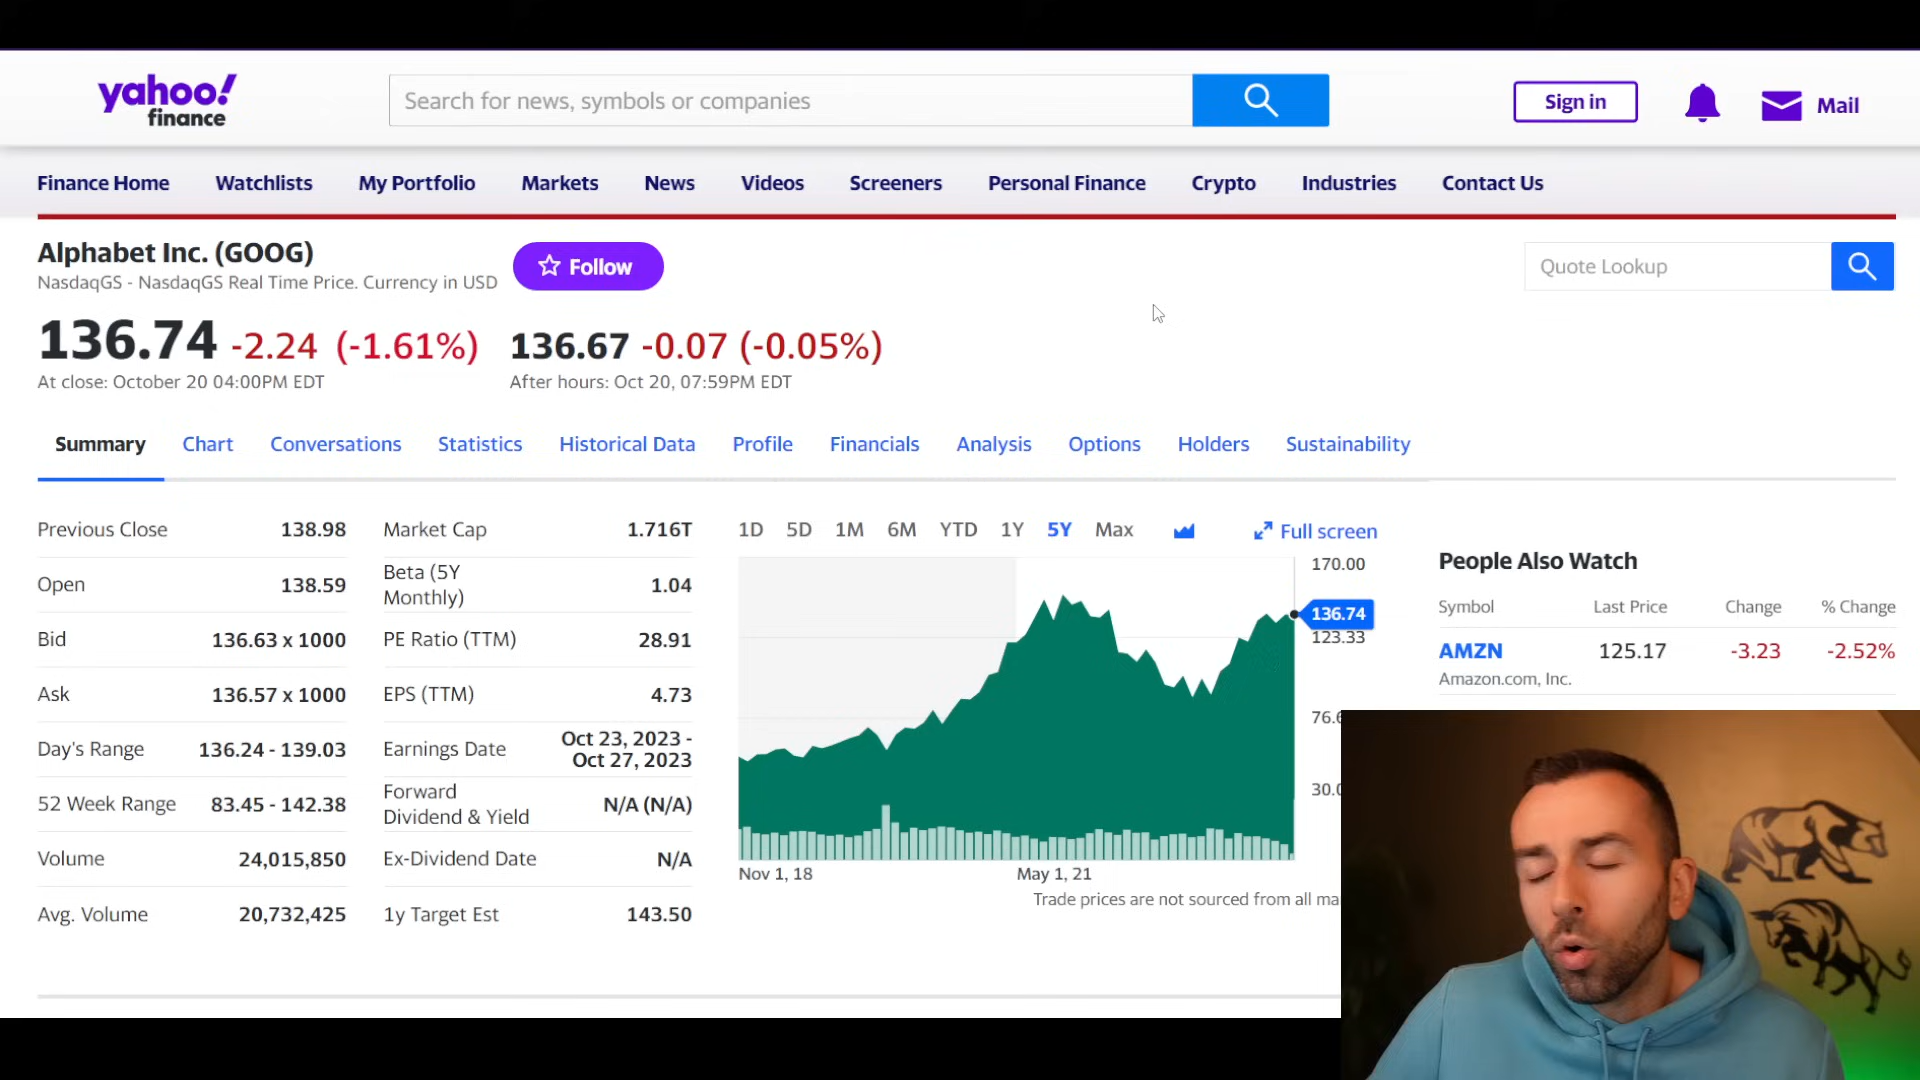 yahoo!
finance
Search for news, symbols or companies
Sign in
Mail
Finance Home Watchlists My Portfolio Markets News Videos Screeners Personal Finance Crypto Industries Contact Us
Alphabet Inc. (GOOG)
NasdaqGS - NasdaqGS Real Time Price. Currency in USD
Follow
Quote Lookup
136.74 -2.24 (-1.61%) 136.67 -0.07 (-0.05%)
At close: October 20 04:00PM EDT After hours: Oct 20, 07:59PM EDT
Summary Chart Conversations Statistics Historical Data Profile Financials Analysis Options Holders Sustainability
Previous Close 138.98
Open 138.59
Bid 136.63 x 1000
Ask 136.57 x 1000
Day's Range 136.24 - 139.03
52 Week Range 83.45 - 142.38
Volume 24,015,850
Avg. Volume 20,732,425
Market Cap 1.716T
Beta (5Y
Monthly) 1.04
PE Ratio (TTM) 28.91
EPS (TTM) 4.73
Earnings Date Oct 23, 2023 -
Oct 27, 2023
Forward
Dividend & Yield N/A (N/A)
Ex-Dividend Date N/A
1y Target Est 143.50
1D 5D 1M 6M YTD 1Y 5Y Max Full screen
170.00
136.74
123.33
76.6
30.0
Nov 1, 18 May 1, 21
Trade prices are not sourced from all ma
People Also Watch
Symbol Last Price Change % Change
AMZN 125.17 -3.23 -2.52%
Amazon.com, Inc.